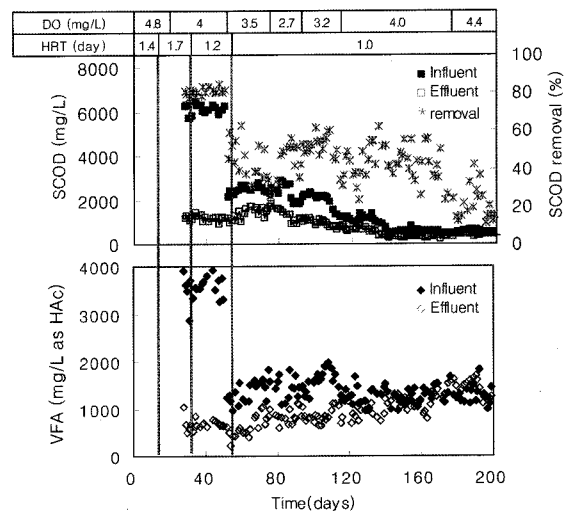 DO (mg/L) 4.8 4 3.5 2.7 3.2 4.0 4.4
HRT (day) 1.4 1.7 1.2 1.0
8000
6000
4000
2000
0
SCOD (mg/L)
Influent
Effluent
removal
100
80
60
40
20
0
SCOD removal (%)
4000
3000
2000
1000
0
VFA (mg/L as HAc)
Influent
Effluent
0 40 80 120 160 200
Time(days)